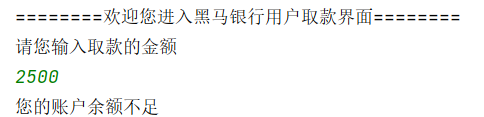 ========欢迎您进入黑马银行用户取款界面========
请您输入取款的金额
2500
您的账户余额不足